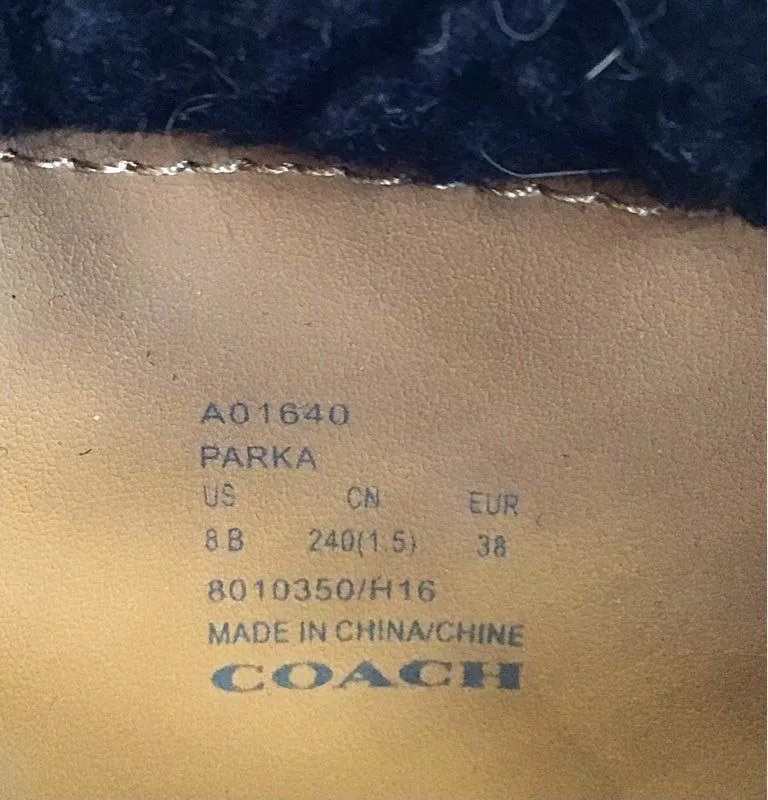 A01640
PARKA
US CN EUR
8 B 240(1.5) 38
8010350/H16
MADE IN CHINA/CHINE
COACH